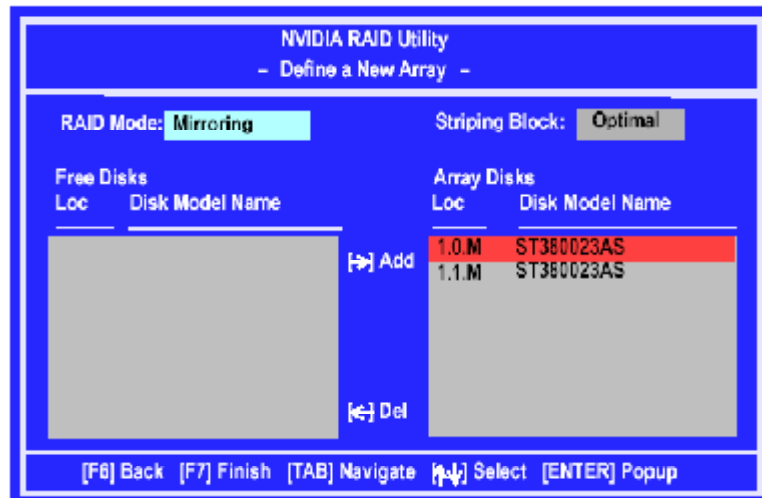 NVIDIA RAID Utility
– Define a New Array –
RAID Mode: Mirroring
Striping Block: Optimal
Free Disks
Loc Disk Model Name
Array Disks
Loc Disk Model Name
[→] Add
1.0.M ST380023AS
1.1.M ST380023AS
[←] Del
[F6] Back [F7] Finish [TAB] Navigate [↑↓] Select [ENTER] Popup